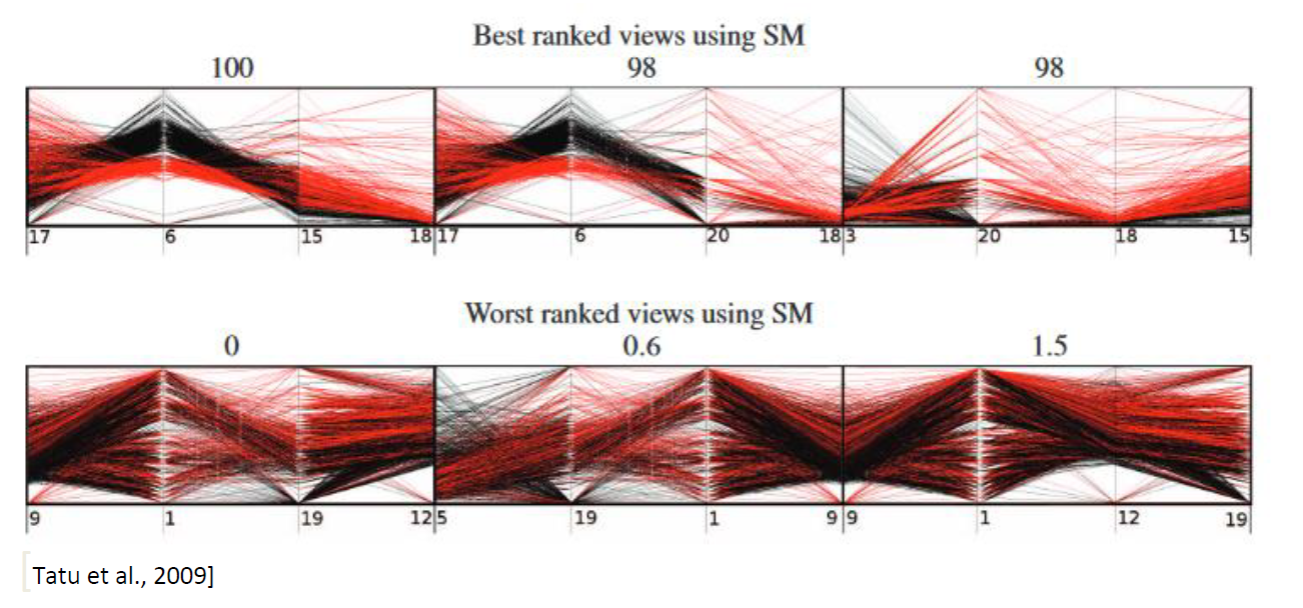 Best ranked views using SM
100 98 98
17 6 15 18 17 6 20 18 3 20 18 15
Worst ranked views using SM
0 0.6 1.5
9 1 19 12 5 19 1 9 9 1 12 19
[Tatu et al., 2009]